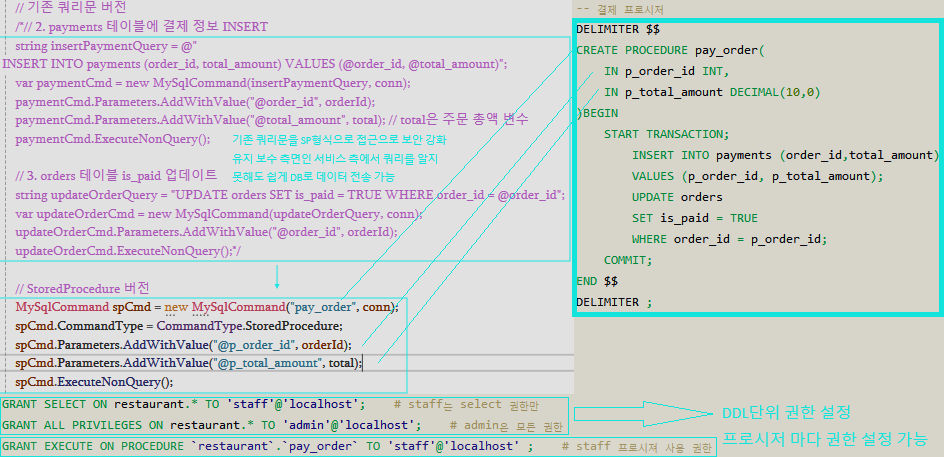 // 기존 쿼리문 버전
/*// 2. payments 테이블에 결제 정보 INSERT
string insertPaymentQuery = @"
INSERT INTO payments (order_id, total_amount) VALUES (@order_id, @total_amount)";
var paymentCmd = new MySqlCommand(insertPaymentQuery, conn);
paymentCmd.Parameters.AddWithValue("@order_id", orderId);
paymentCmd.Parameters.AddWithValue("@total_amount", total); // total은 주문 총액 변수
paymentCmd.ExecuteNonQuery();
기존 쿼리문을 SP형식으로 접근으로 보안 강화
유지 보수 측면인 서비스 측에서 쿼리를 알지
못해도 쉽게 DB로 데이터 전송 가능
// 3. orders 테이블 is_paid 업데이트
string updateOrderQuery = "UPDATE orders SET is_paid = TRUE WHERE order_id = @order_id";
var updateOrderCmd = new MySqlCommand(updateOrderQuery, conn);
updateOrderCmd.Parameters.AddWithValue("@order_id", orderId);
updateOrderCmd.ExecuteNonQuery();*/
// StoredProcedure 버전
MySqlCommand spCmd = new MySqlCommand("pay_order", conn);
spCmd.CommandType = CommandType.StoredProcedure;
spCmd.Parameters.AddWithValue("@p_order_id", orderId);
spCmd.Parameters.AddWithValue("@p_total_amount", total);
spCmd.ExecuteNonQuery();
-- 결제 프로시저
DELIMITER $$
CREATE PROCEDURE pay_order(
IN p_order_id INT,
IN p_total_amount DECIMAL(10,0)
)BEGIN
START TRANSACTION;
INSERT INTO payments (order_id,total_amount)
VALUES (p_order_id, p_total_amount);
UPDATE orders
SET is_paid = TRUE
WHERE order_id = p_order_id;
COMMIT;
END $$
DELIMITER ;
GRANT SELECT ON restaurant.* TO 'staff'@'localhost'; # staff는 select 권한만
GRANT ALL PRIVILEGES ON restaurant.* TO 'admin'@'localhost'; # admin은 모든 권한
GRANT EXECUTE ON PROCEDURE `restaurant`.`pay_order` TO 'staff'@'localhost' ; # staff 프로시져 사용 권한
DDL단위 권한 설정
프로시저 마다 권한 설정 가능